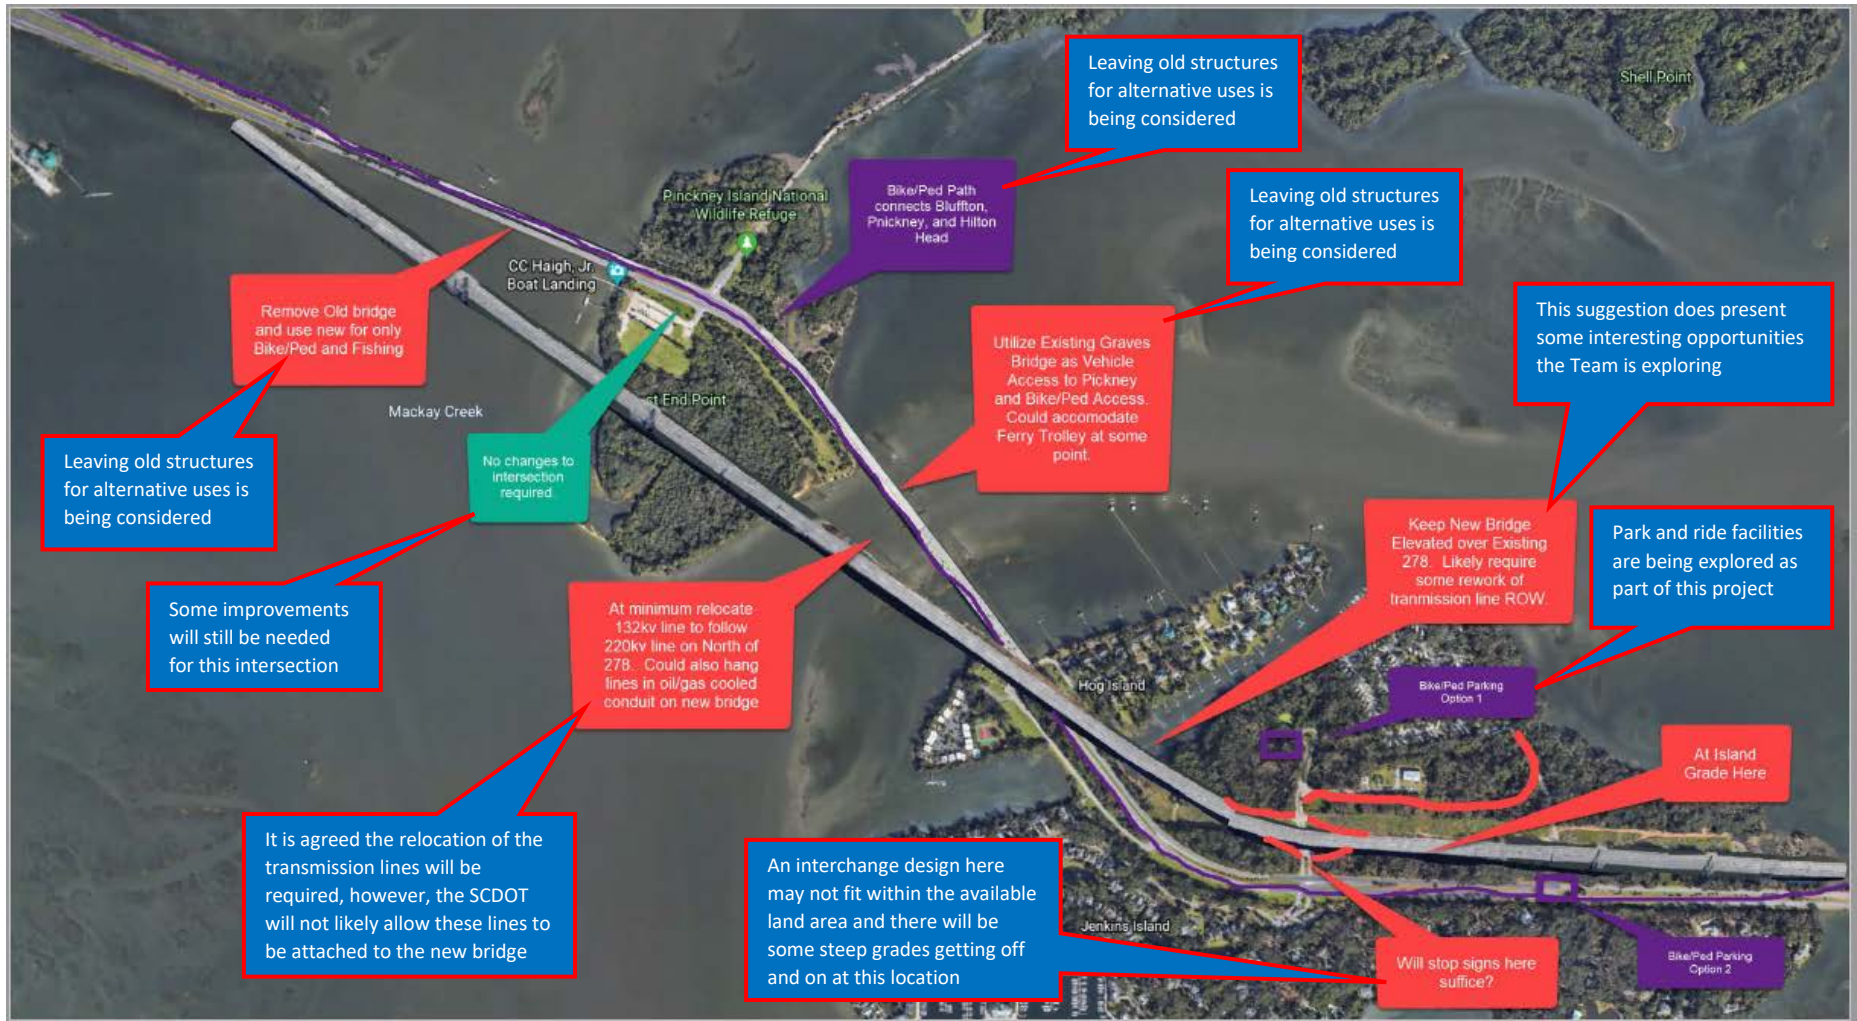 Leaving old structures
for alternative uses is
being considered
Shell Point
Bike/Ped Path
connects Bluffton,
Pnickney, and Hilton
Head
Leaving old structures
for alternative uses is
being considered
Pinckney Island National
Wildlife Refuge
CC Haigh, Jr.
Boat Landing
Remove Old bridge
and use new for only
Bike/Ped and Fishing
This suggestion does present
some interesting opportunities
the Team is exploring
Utilize Existing Graves
Bridge as Vehicle
Access to Pickney
and Bike/Ped Access.
Could accomodate
Ferry Trolley at some
point.
Mackay Creek
st End Point
Leaving old structures
for alternative uses is
being considered
No changes to
intersection
required.
Keep New Bridge
Elevated over Existing
278. Likely require
some rework of
tranmission line ROW.
Park and ride facilities
are being explored as
part of this project
Some improvements
will still be needed
for this intersection
At minimum relocate
132kv line to follow
220kv line on North of
278. Could also hang
lines in oil/gas cooled
conduit on new bridge
Hog Island
Bike/Ped Parking
Option 1
At Island
Grade Here
It is agreed the relocation of the
transmission lines will be
required, however, the SCDOT
will not likely allow these lines to
be attached to the new bridge
An interchange design here
may not fit within the available
land area and there will be
some steep grades getting off
and on at this location
Jenkins Island
Will stop signs here
suffice?
Bike/Ped Parking
Option 2